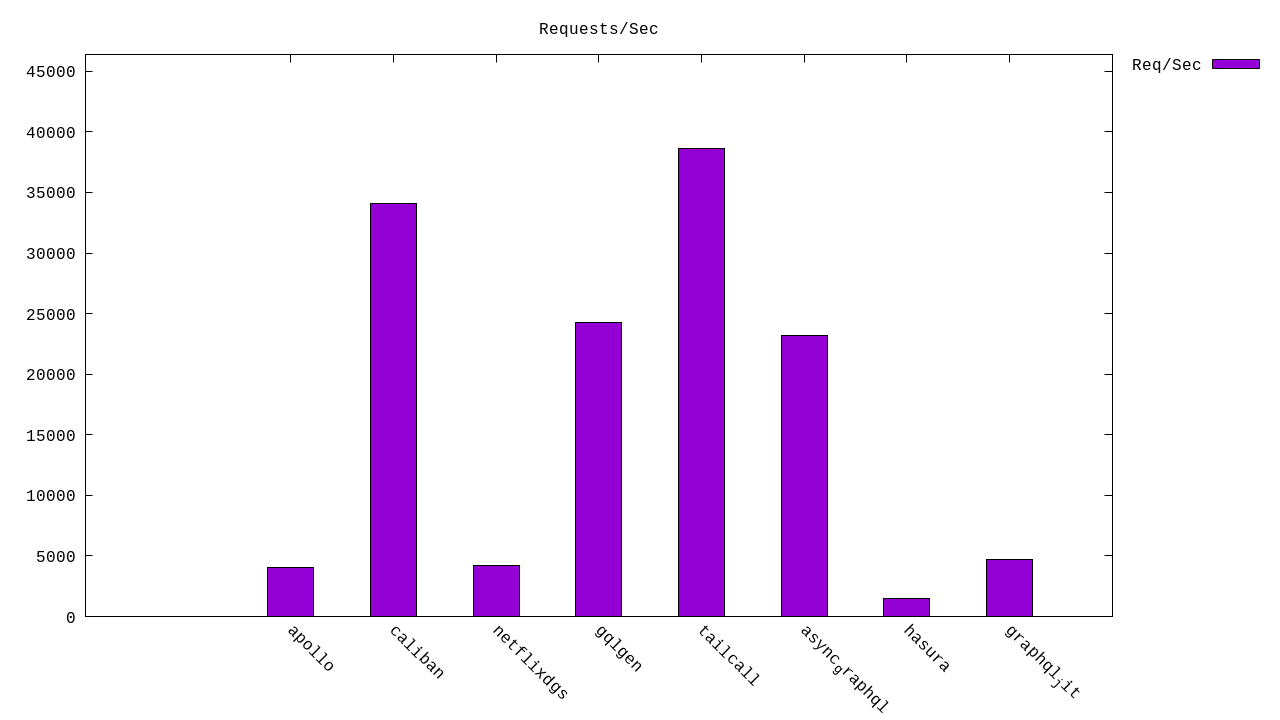 Requests/Sec
Req/Sec
45000
40000
35000
30000
25000
20000
15000
10000
5000
0
apollo
caliban
netflixdgs
gqlgen
tailcall
async_graphql
hasura
graphql_jit